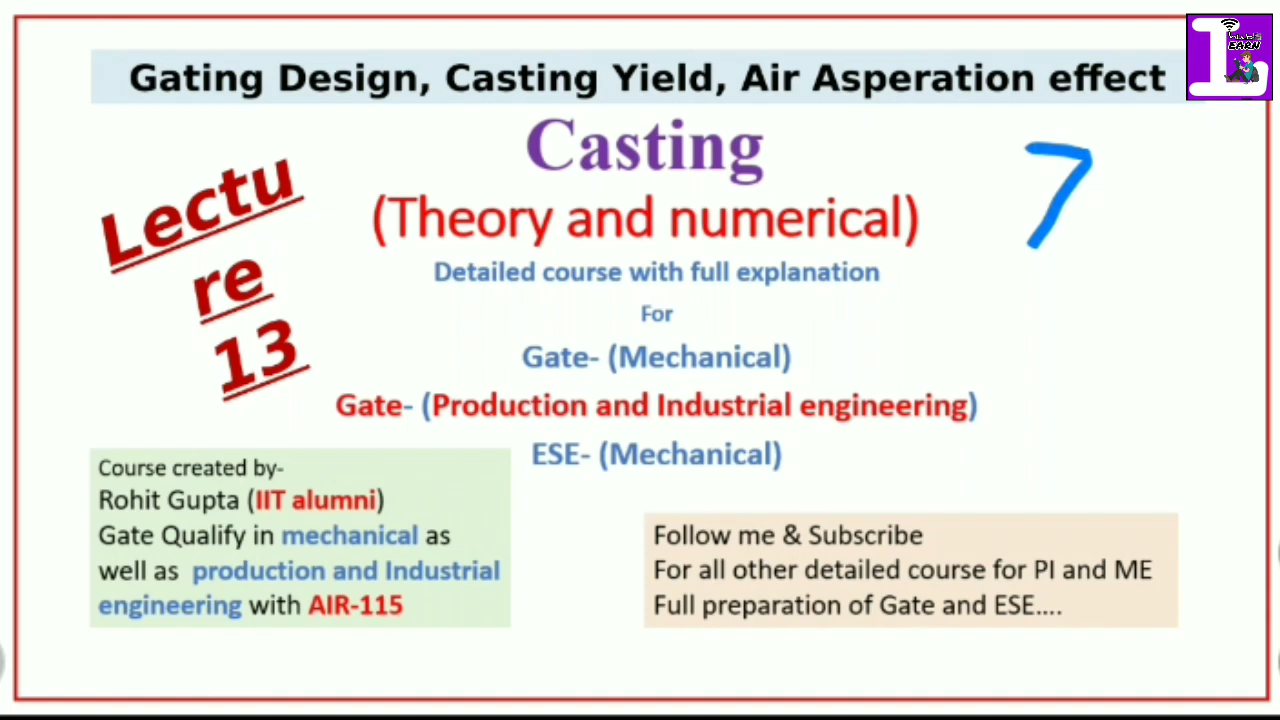 Gating Design, Casting Yield, Air Asperation effect
EARN
Casting
7
(Theory and numerical)
Lectu
re
13
Detailed course with full explanation
For
Gate- (Mechanical)
Gate- (Production and Industrial engineering)
ESE- (Mechanical)
Course created by-
Rohit Gupta (IIT alumni)
Gate Qualify in mechanical as
well as production and Industrial
engineering with AIR-115
Follow me & Subscribe
For all other detailed course for PI and ME
Full preparation of Gate and ESE....